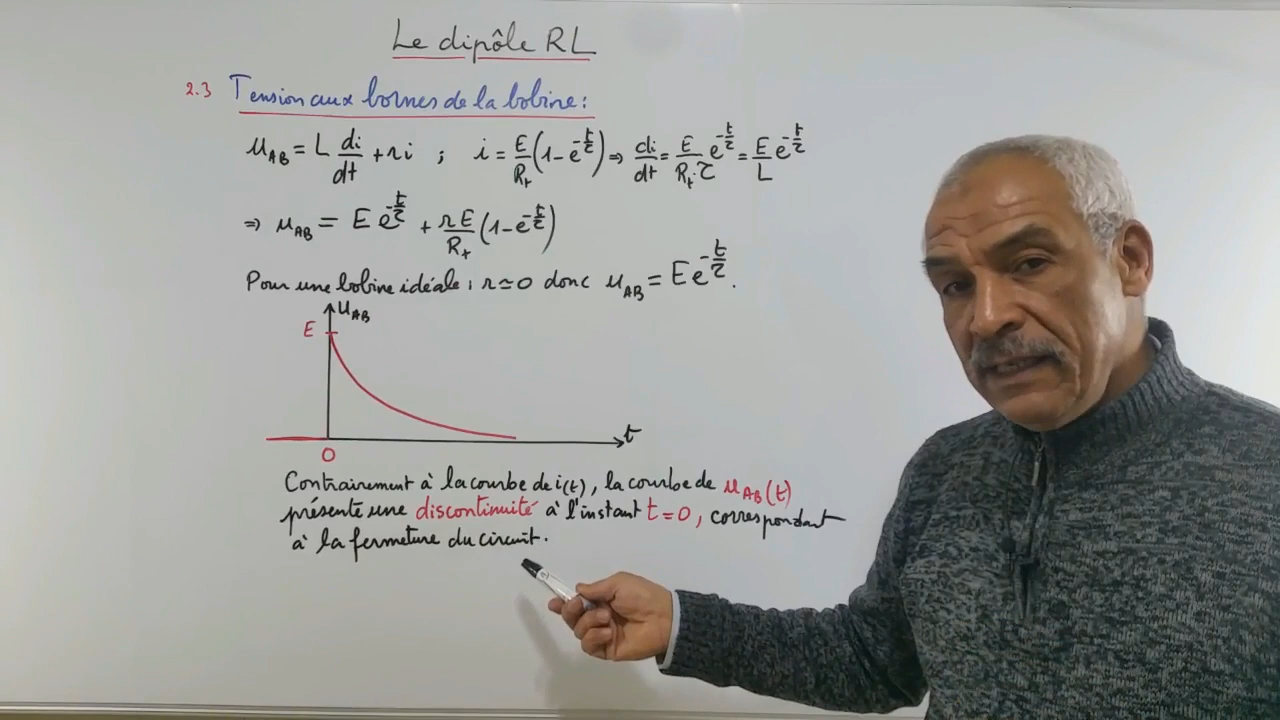 Le dipôle RL
2.3 Tension aux bornes de la bobine :
u_AB = L di/dt + ri ; i = E/R_t (1 - e^(-t/τ)) ⇒ di/dt = E/(R_t·τ) e^(-t/τ) = E/L e^(-t/τ)
⇒ u_AB = E e^(-t/τ) + rE/R_t (1 - e^(-t/τ))
Pour une bobine idéale ; r ≃ 0 donc u_AB = E e^(-t/τ).
u_AB
E
t
0
Contrairement à la courbe de i(t), la courbe de u_AB(t)
présente une discontinuité à l'instant t = 0, correspondant
à la fermeture du circuit.